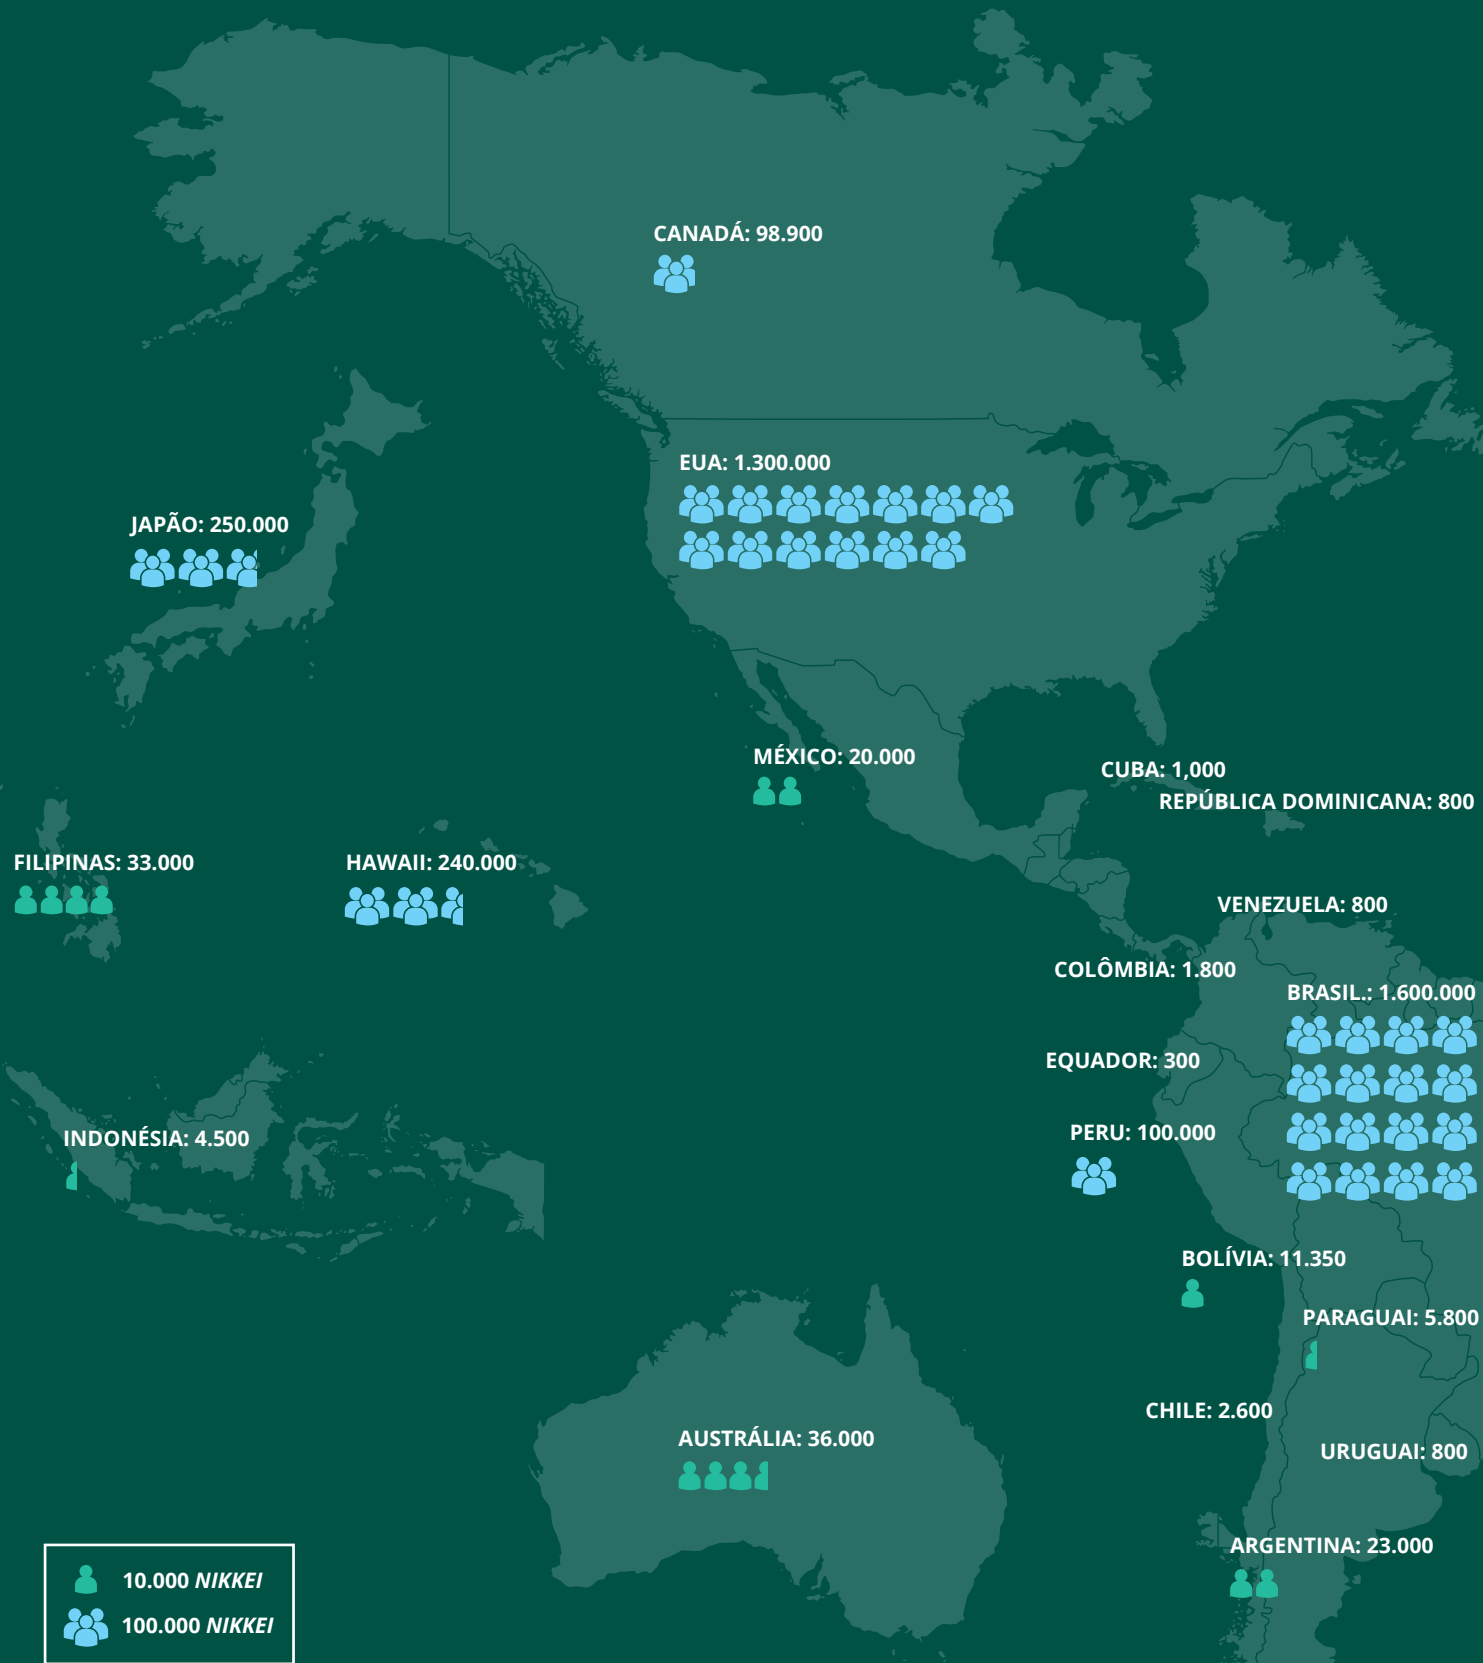 CANADÁ: 98.900
EUA: 1.300.000
JAPÃO: 250.000
MÉXICO: 20.000
CUBA: 1,000
REPÚBLICA DOMINICANA: 800
FILIPINAS: 33.000
HAWAII: 240.000
VENEZUELA: 800
COLÔMBIA: 1.800
BRASIL.: 1.600.000
EQUADOR: 300
PERU: 100.000
INDONÉSIA: 4.500
BOLÍVIA: 11.350
PARAGUAI: 5.800
CHILE: 2.600
AUSTRÁLIA: 36.000
URUGUAI: 800
ARGENTINA: 23.000
10.000 NIKKEI
100.000 NIKKEI